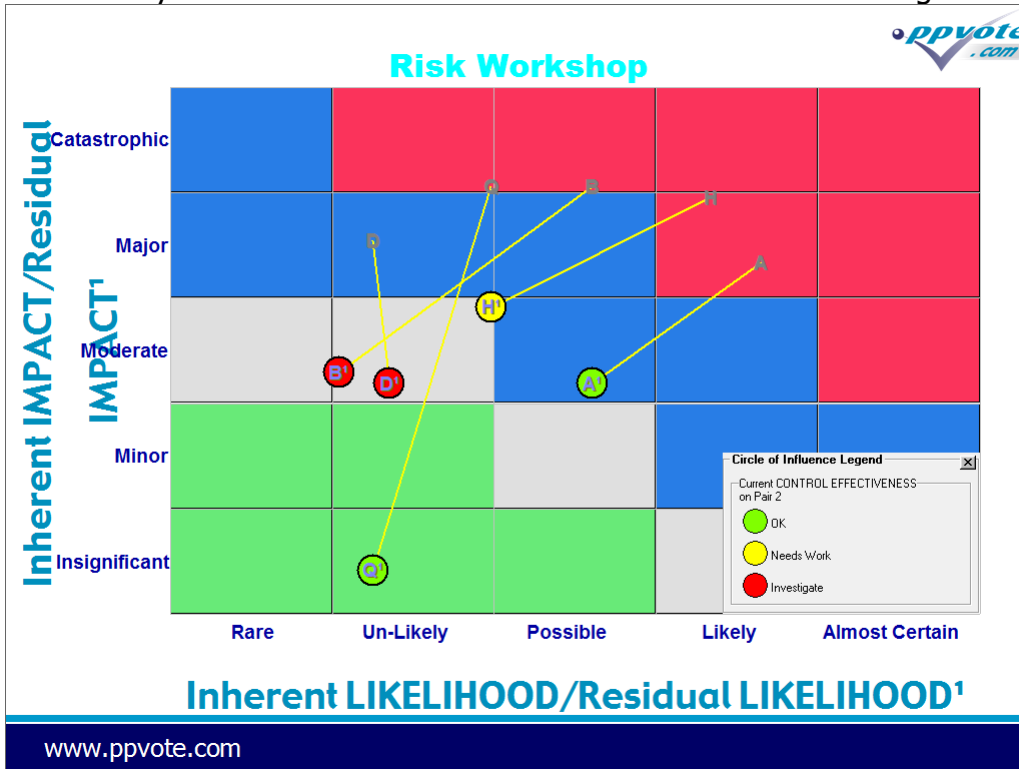 ppvote
.com
Risk Workshop
Inherent IMPACT/Residual
IMPACT¹
Catastrophic
Major
Moderate
Minor
Insignificant
Q
B
H
D
A
H¹
B¹
D¹
A¹
Q¹
Circle of Influence Legend
Current CONTROL EFFECTIVENESS
on Pair 2
OK
Needs Work
Investigate
Rare
Un-Likely
Possible
Likely
Almost Certain
Inherent LIKELIHOOD/Residual LIKELIHOOD¹
www.ppvote.com